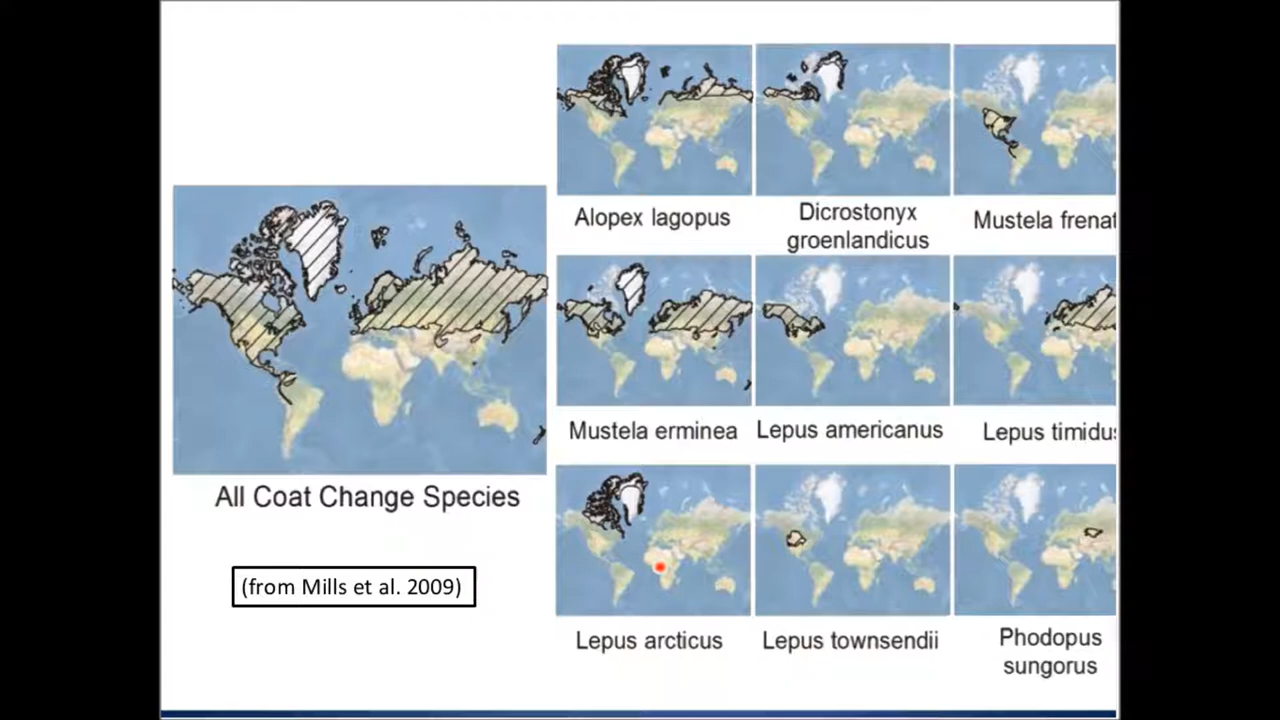 Alopex lagopus
Dicrostonyx
groenlandicus
Mustela frenat
Mustela erminea
Lepus americanus
Lepus timidus
All Coat Change Species
(from Mills et al. 2009)
Lepus arcticus
Lepus townsendii
Phodopus
sungorus